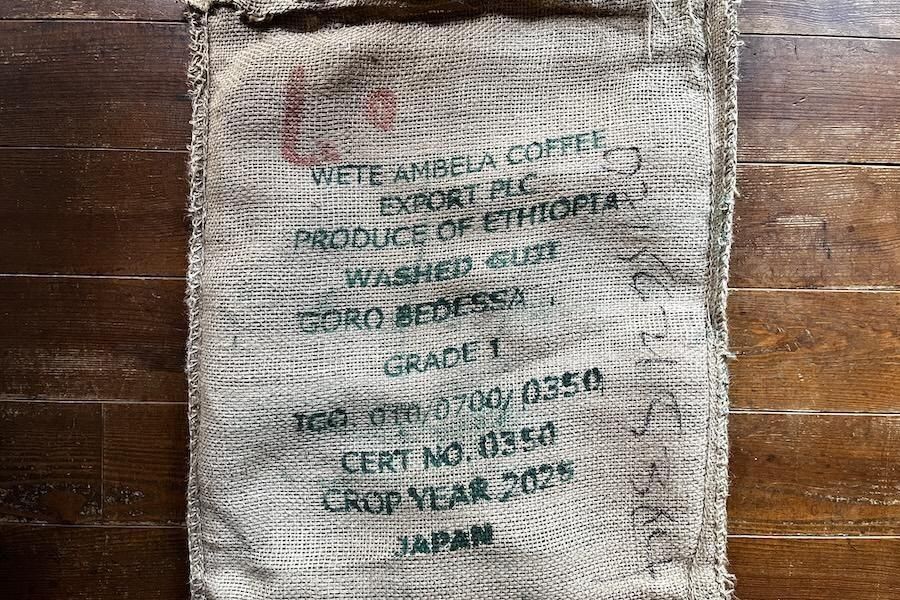 WETE AMBELA COFFEE
EXPORT PLC
PRODUCE OF ETHIOPIA
WASHED GUJI
GORO BEDESSA
GRADE 1
010/0700/0350
CERT NO. 0350
CROP YEAR 2025
JAPAN